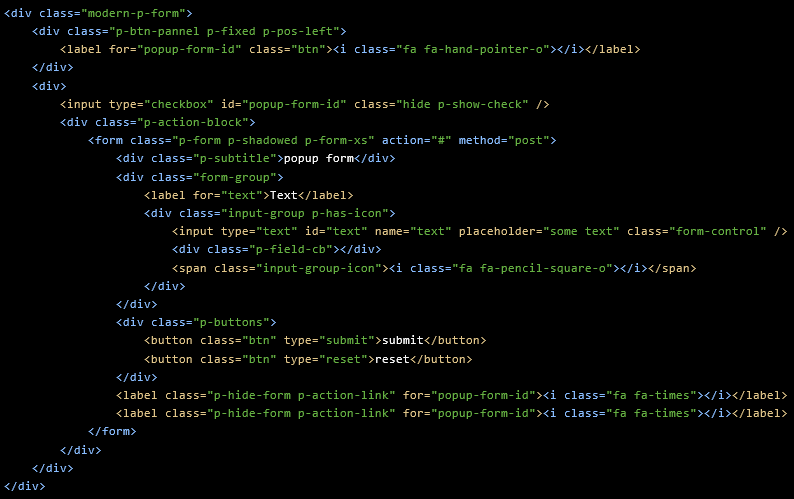 <div class="modern-p-form">
    <div class="p-btn-pannel p-fixed p-pos-left">
        <label for="popup-form-id" class="btn"><i class="fa fa-hand-pointer-o"></i></label>
    </div>
    <div>
        <input type="checkbox" id="popup-form-id" class="hide p-show-check" />
        <div class="p-action-block">
            <form class="p-form p-shadowed p-form-xs" action="#" method="post">
                <div class="p-subtitle">popup form</div>
                <div class="form-group">
                    <label for="text">Text</label>
                    <div class="input-group p-has-icon">
                        <input type="text" id="text" name="text" placeholder="some text" class="form-control" />
                        <div class="p-field-cb"></div>
                        <span class="input-group-icon"><i class="fa fa-pencil-square-o"></i></span>
                    </div>
                </div>
                <div class="p-buttons">
                    <button class="btn" type="submit">submit</button>
                    <button class="btn" type="reset">reset</button>
                </div>
                <label class="p-hide-form p-action-link" for="popup-form-id"><i class="fa fa-times"></i></label>
                <label class="p-hide-form p-action-link" for="popup-form-id"><i class="fa fa-times"></i></label>
            </form>
        </div>
    </div>
</div>